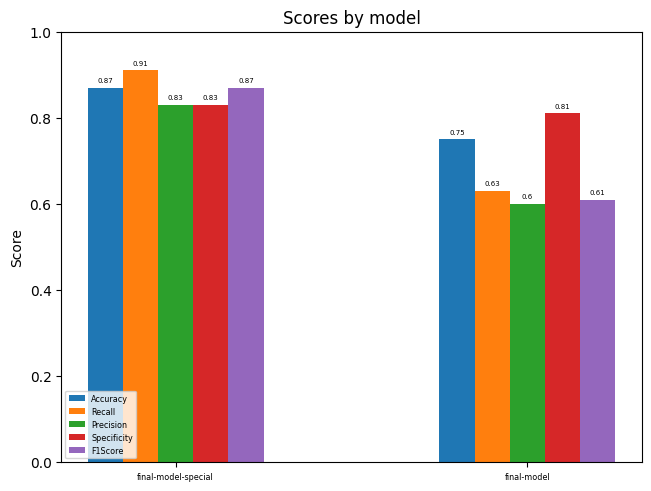 Scores by model
1.0
0.8
0.6
0.4
0.2
0.0
Score
0.87
0.91
0.83
0.83
0.87
0.75
0.63
0.6
0.81
0.61
Accuracy
Recall
Precision
Specificity
F1Score
final-model-special
final-model